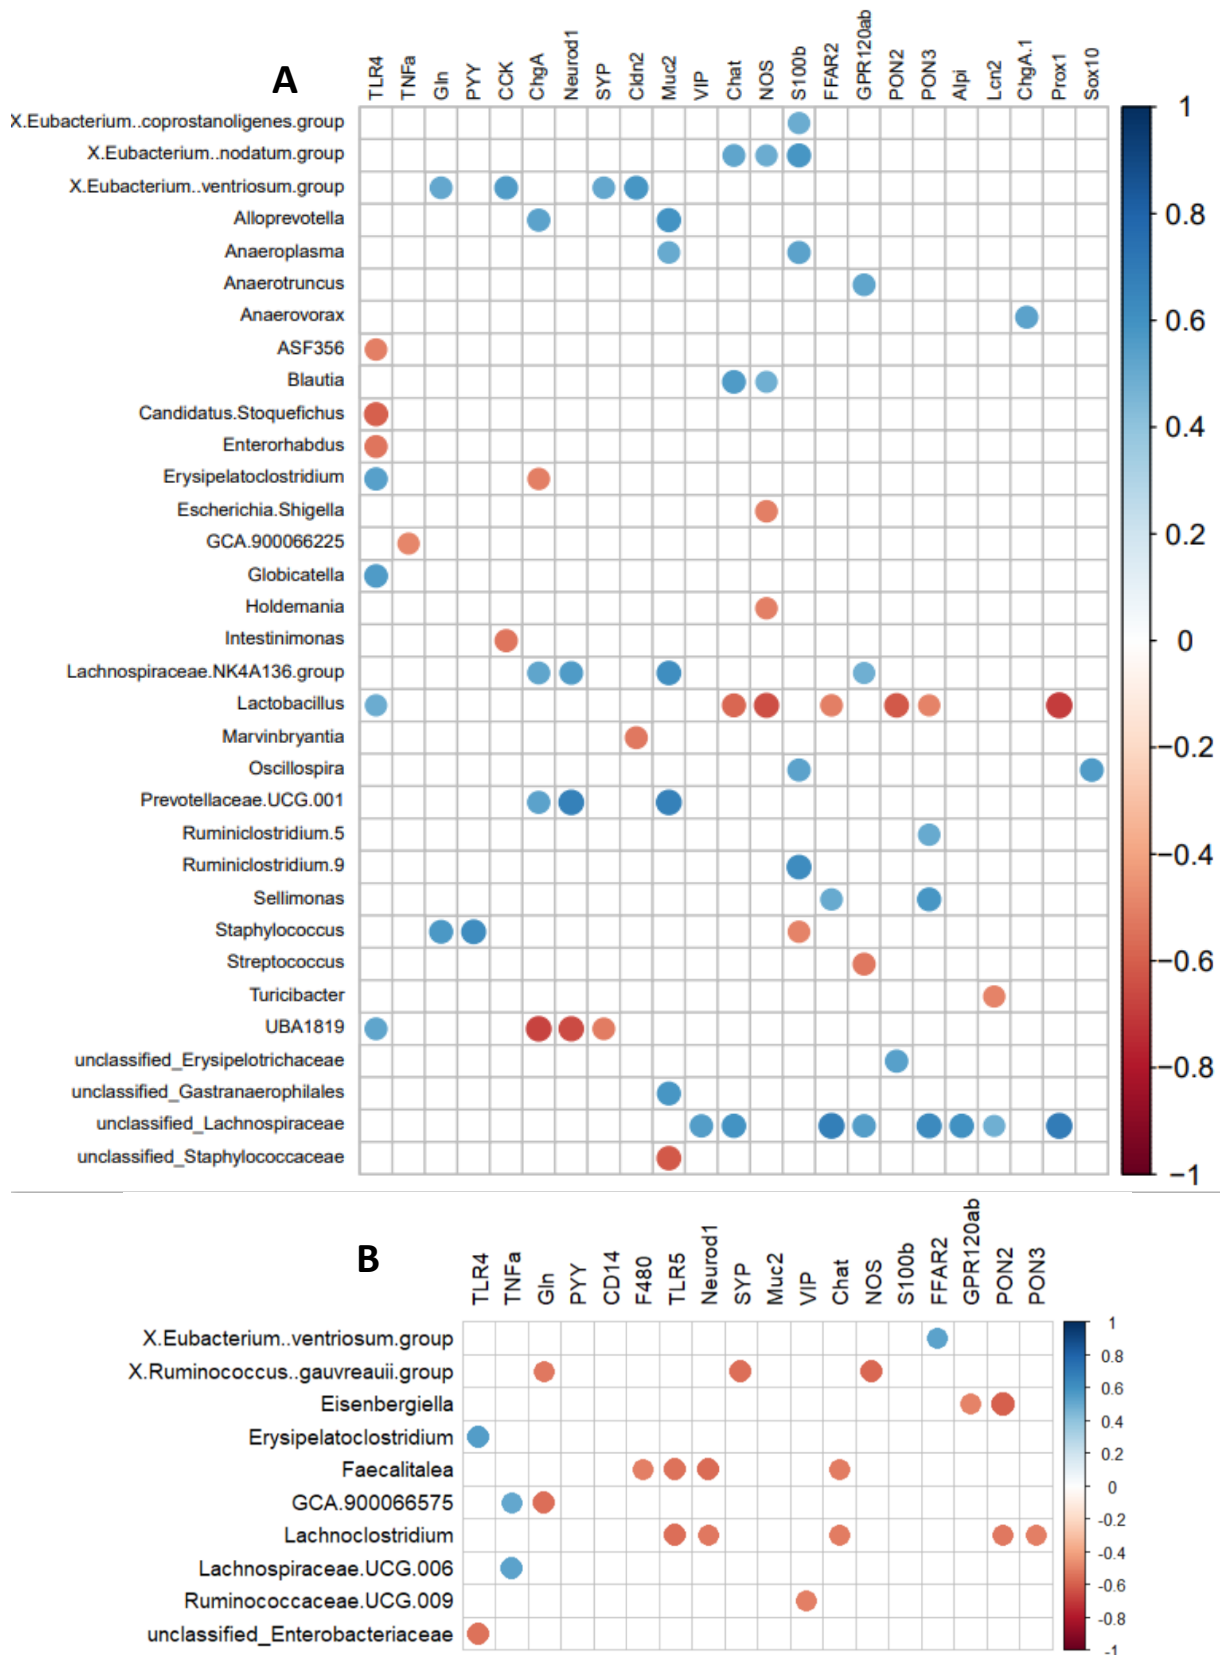 A
TLR4
TNFa
Gln
PYY
CCK
ChgA
Neurod1
SYP
Cldn2
Muc2
VIP
Chat
NOS
S100b
FFAR2
GPR120ab
PON2
PON3
Alpi
Lcn2
ChgA.1
Prox1
Sox10
X.Eubacterium..coprostanoligenes.group
X.Eubacterium..nodatum.group
X.Eubacterium..ventriosum.group
Alloprevotella
Anaeroplasma
Anaerotruncus
Anaerovorax
ASF356
Blautia
Candidatus.Stoquefichus
Enterorhabdus
Erysipelatoclostridium
Escherichia.Shigella
GCA.900066225
Globicatella
Holdemania
Intestinimonas
Lachnospiraceae.NK4A136.group
Lactobacillus
Marvinbryantia
Oscillospira
Prevotellaceae.UCG.001
Ruminiclostridium.5
Ruminiclostridium.9
Sellimonas
Staphylococcus
Streptococcus
Turicibacter
UBA1819
unclassified_Erysipelotrichaceae
unclassified_Gastranaerophilales
unclassified_Lachnospiraceae
unclassified_Staphylococcaceae
1
0.8
0.6
0.4
0.2
0
−0.2
−0.4
−0.6
−0.8
−1
B
TLR4
TNFa
Gln
PYY
CD14
F480
TLR5
Neurod1
SYP
Muc2
VIP
Chat
NOS
S100b
FFAR2
GPR120ab
PON2
PON3
X.Eubacterium..ventriosum.group
X.Ruminococcus..gauvreauii.group
Eisenbergiella
Erysipelatoclostridium
Faecalitalea
GCA.900066575
Lachnoclostridium
Lachnospiraceae.UCG.006
Ruminococcaceae.UCG.009
unclassified_Enterobacteriaceae
1
0.8
0.6
0.4
0.2
0
-0.2
-0.4
-0.6
-0.8
-1